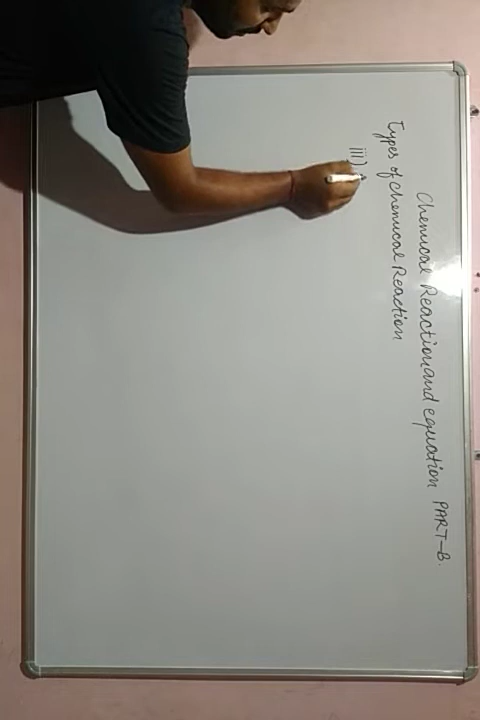 Chemical Reaction and equation PART-B.
Types of chemical Reaction
iii)